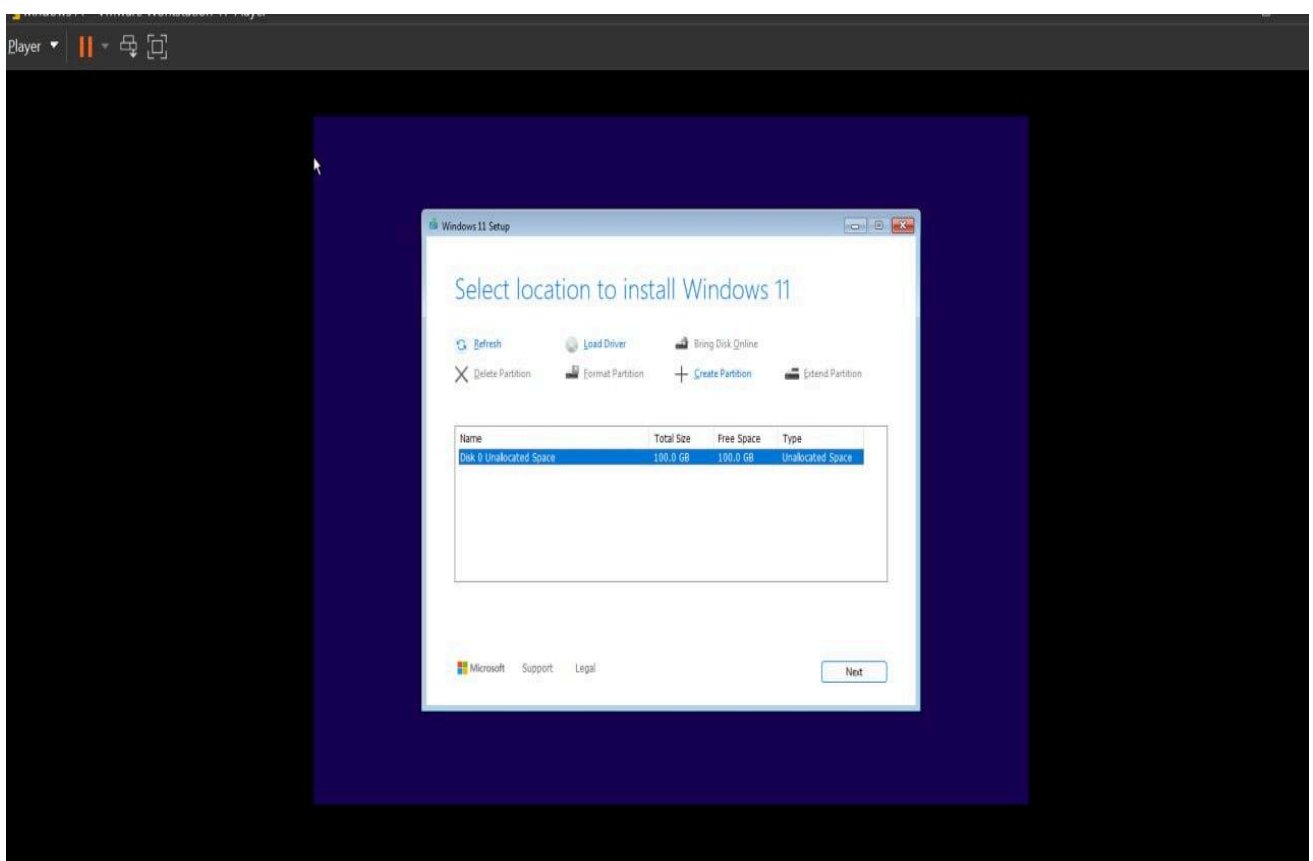 Player
Windows 11 Setup
Select location to install Windows 11
Refresh Load Driver Bring Disk Online
Delete Partition Format Partition Create Partition Extend Partition
Name Total Size Free Space Type
Disk 0 Unallocated Space 100.0 GB 100.0 GB Unallocated Space
Microsoft Support Legal Next